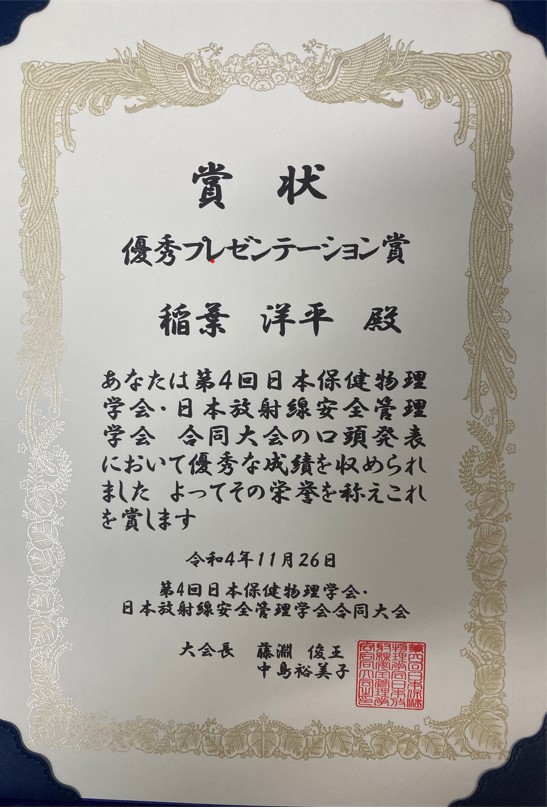 賞状
優秀プレゼンテーション賞
稲葉 洋平 殿
あなたは第4回日本保健物理
学会・日本放射線安全管理
学会 合同大会の口頭発表
において優秀な成績を収められ
ました よってその栄誉を称えこれ
を賞します
令和4年11月26日
第4回日本保健物理学会・
日本放射線安全管理学会合同大会
大会長 藤淵 俊王
中島裕美子